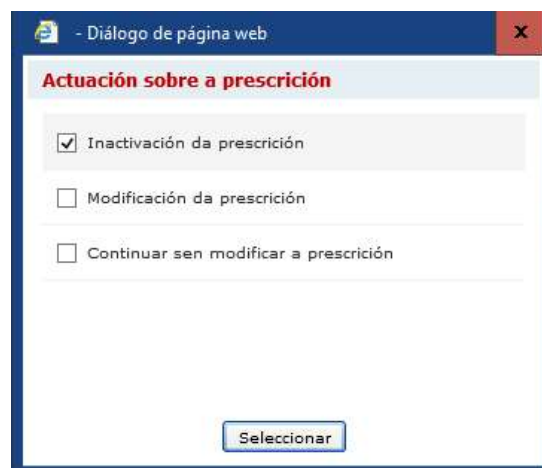 - Diálogo de página web
x
Actuación sobre a prescrición
Inactivación da prescrición
Modificación da prescrición
Continuar sen modificar a prescrición
Seleccionar